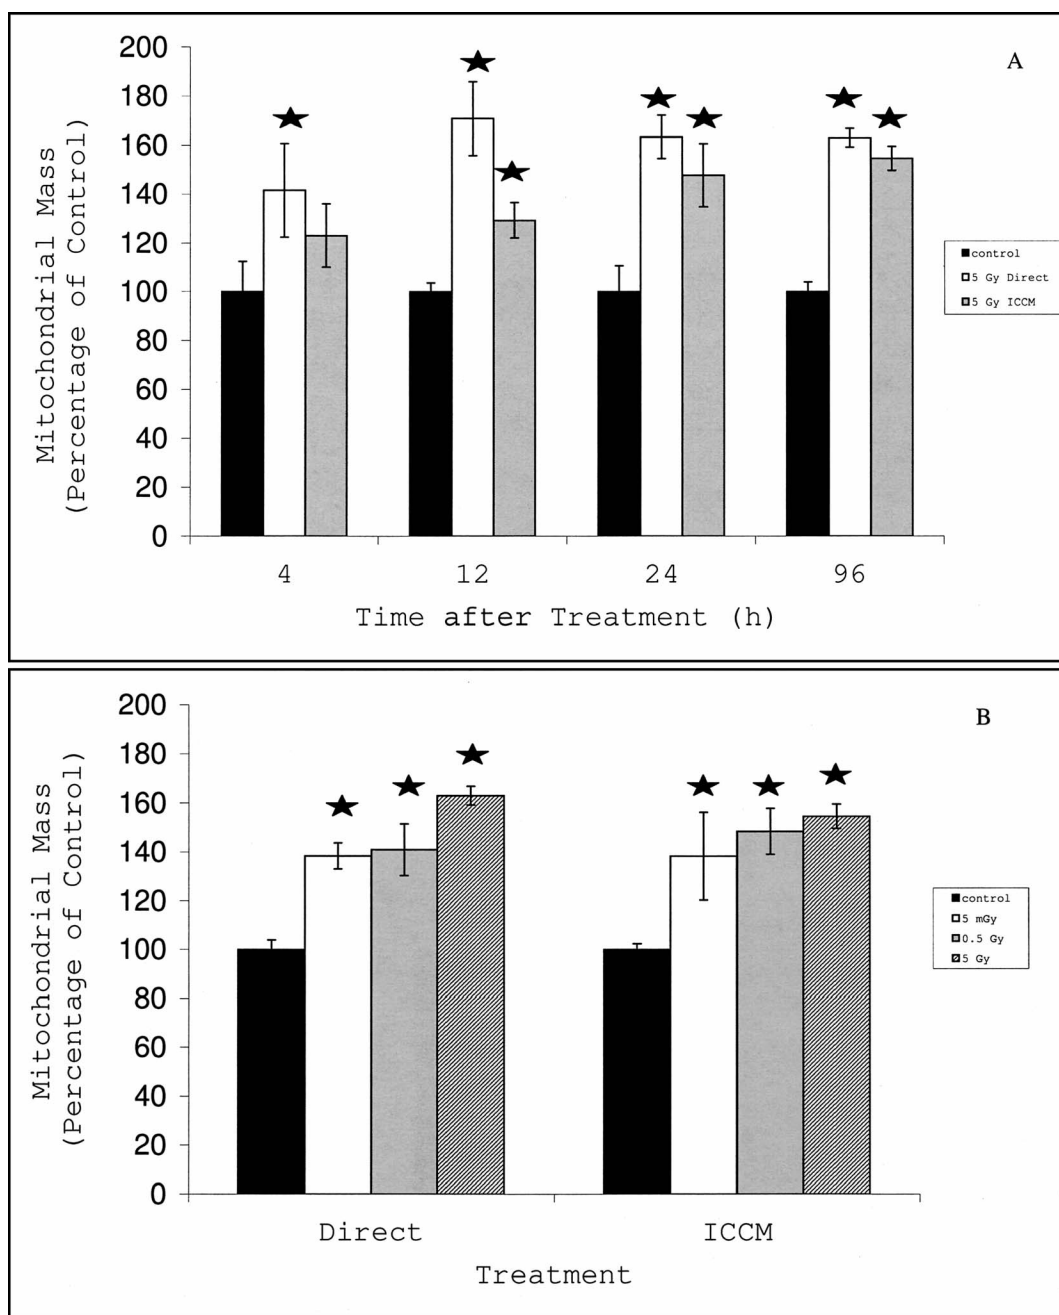 A
200
180
160
140
120
100
80
60
40
20
0
Mitochondrial Mass
(Percentage of Control)
control
5 Gy Direct
5 Gy ICCM
4 12 24 96
Time after Treatment (h)
B
200
180
160
140
120
100
80
60
40
20
0
Mitochondrial Mass
(Percentage of Control)
control
5 mGy
0.5 Gy
5 Gy
Direct ICCM
Treatment